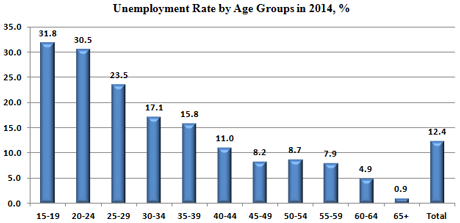 Unemployment Rate by Age Groups in 2014, %
35.0
30.0
25.0
20.0
15.0
10.0
5.0
0.0
31.8 30.5 23.5 17.1 15.8 11.0 8.2 8.7 7.9 4.9 0.9 12.4
15-19 20-24 25-29 30-34 35-39 40-44 45-49 50-54 55-59 60-64 65+ Total